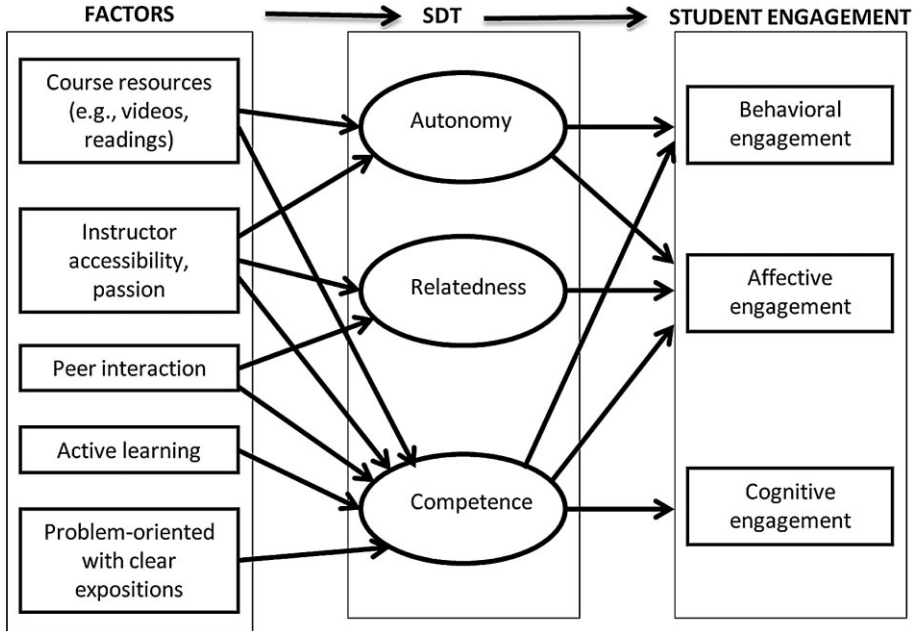 FACTORS
SDT
STUDENT ENGAGEMENT
Course resources
(e.g., videos,
readings)
Instructor
accessibility,
passion
Peer interaction
Active learning
Problem-oriented
with clear
expositions
Autonomy
Relatedness
Competence
Behavioral
engagement
Affective
engagement
Cognitive
engagement